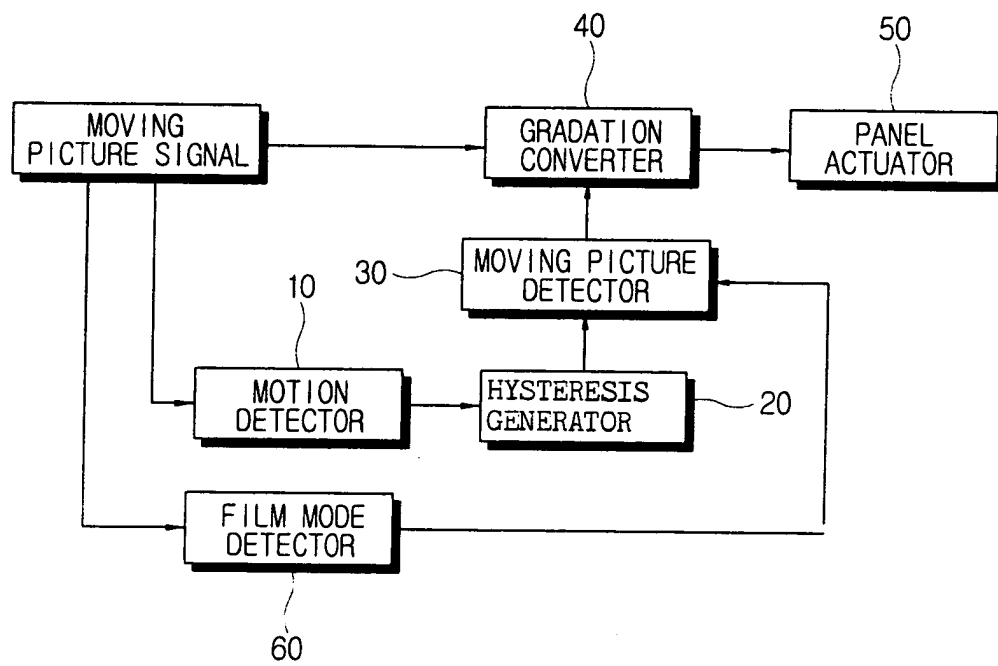 40
50
MOVING
PICTURE SIGNAL
GRADATION
CONVERTER
PANEL
ACTUATOR
30
MOVING PICTURE
DETECTOR
10
MOTION
DETECTOR
HYSTERESIS
GENERATOR
20
FILM MODE
DETECTOR
60